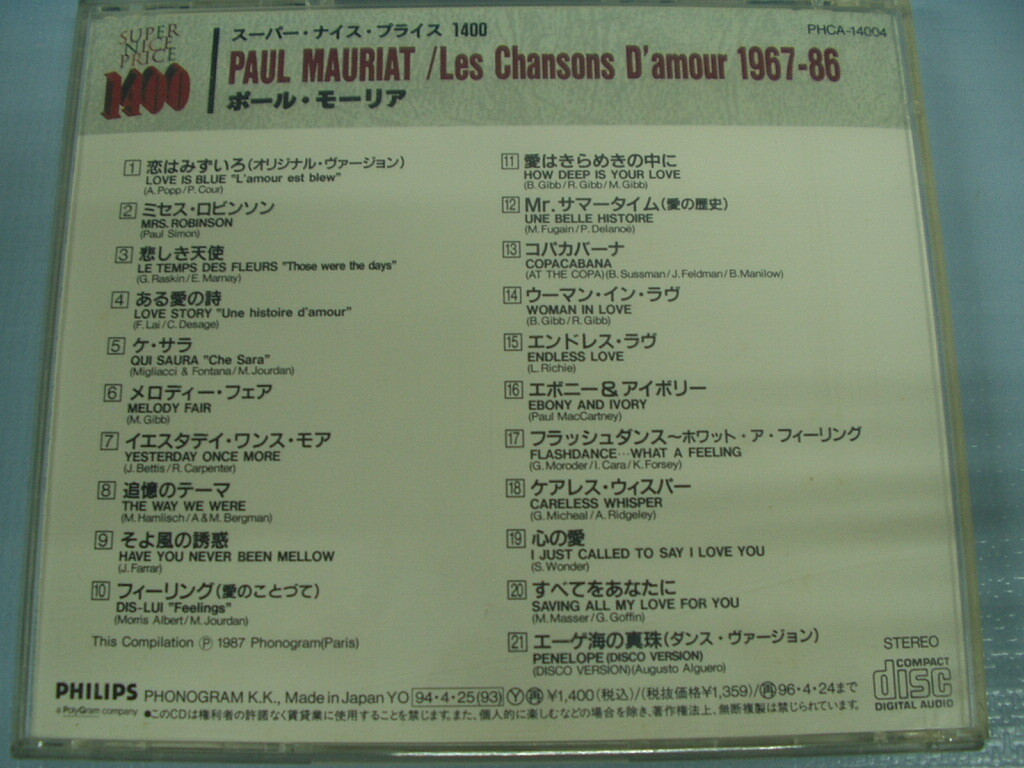 SUPER
NICE
PRICE
1400
スーパー・ナイス・プライス 1400
PHCA-14004
PAUL MAURIAT /Les Chansons D'amour 1967-86
ポール・モーリア
1 恋はみずいろ(オリジナル・ヴァージョン)
LOVE IS BLUE "L'amour est blew"
(A. Popp/P. Cour)
2 ミセス・ロビンソン
MRS. ROBINSON
(Paul Simon)
3 悲しき天使
LE TEMPS DES FLEURS "Those were the days"
(G. Raskin/E. Marnay)
4 ある愛の詩
LOVE STORY "Une histoire d'amour"
(F. Lai/C. Desage)
5 ケ・サラ
QUI SAURA "Che Sara"
(Migliacci & Fontana/M. Jourdan)
6 メロディー・フェア
MELODY FAIR
(M. Gibb)
7 イエスタデイ・ワンス・モア
YESTERDAY ONCE MORE
(J. Bettis/R. Carpenter)
8 追憶のテーマ
THE WAY WE WERE
(M. Hamlisch/A & M. Bergman)
9 そよ風の誘惑
HAVE YOU NEVER BEEN MELLOW
(J. Farrar)
10 フィーリング(愛のことづて)
DIS-LUI "Feelings"
(Morris Albert/M. Jourdan)
This Compilation Ⓟ 1987 Phonogram(Paris)
11 愛はきらめきの中に
HOW DEEP IS YOUR LOVE
(B. Gibb/R. Gibb/M. Gibb)
12 Mr.サマータイム(愛の歴史)
UNE BELLE HISTOIRE
(M. Fugain/P. Delanoë)
13 コパカバーナ
COPACABANA
(AT THE COPA)(B. Sussman/J. Feldman/B. Manilow)
14 ウーマン・イン・ラヴ
WOMAN IN LOVE
(B. Gibb/R. Gibb)
15 エンドレス・ラヴ
ENDLESS LOVE
(L. Richie)
16 エボニー&アイボリー
EBONY AND IVORY
(Paul MacCartney)
17 フラッシュダンス〜ホワット・ア・フィーリング
FLASHDANCE…WHAT A FEELING
(G. Moroder/I. Cara/K. Forsey)
18 ケアレス・ウィスパー
CARELESS WHISPER
(G. Micheal/A. Ridgeley)
19 心の愛
I JUST CALLED TO SAY I LOVE YOU
(S. Wonder)
20 すべてをあなたに
SAVING ALL MY LOVE FOR YOU
(M. Masser/G. Goffin)
21 エーゲ海の真珠(ダンス・ヴァージョン)
PENELOPE (DISCO VERSION)
(DISCO VERSION)(Augusto Alguero)
STEREO
COMPACT
disc
DIGITAL AUDIO
PHILIPS PHONOGRAM K.K., Made in Japan YO 94・4・25(93) Ⓨ 再 ¥1,400(税込)/(税抜価格¥1,359)/再96・4・24まで
a PolyGram company ●このCDは権利者の許諾なく賃貸業に使用することを禁じます。また、個人的に楽しむなどの場合を除き、著作権法上、無断複製は禁じられています。